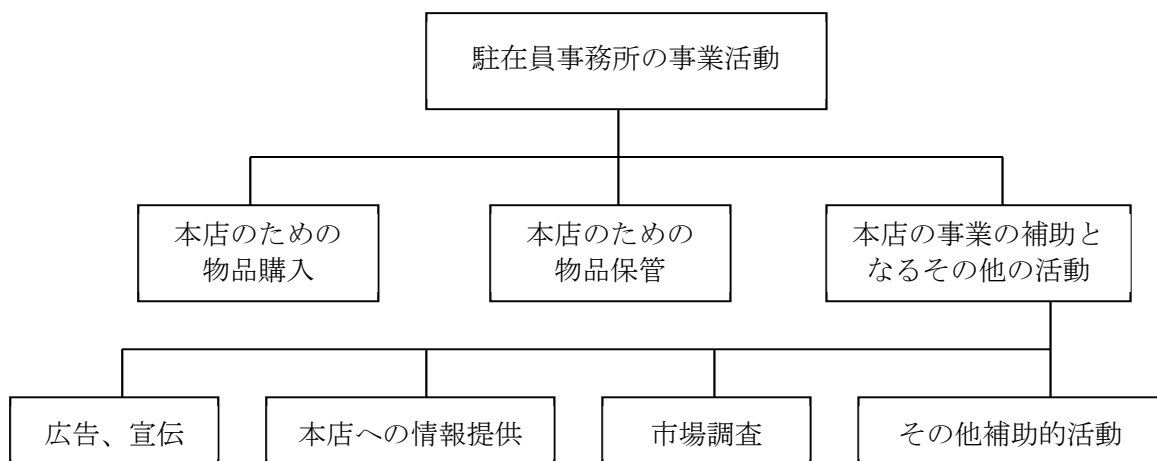 駐在員事務所の事業活動
本店のための
物品購入
本店のための
物品保管
本店の事業の補助と
なるその他の活動
広告、宣伝
本店への情報提供
市場調査
その他補助的活動